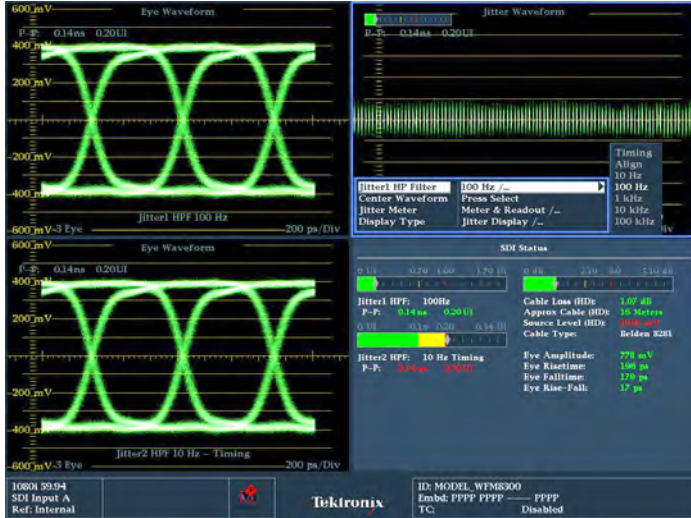 600 mV
Eye Waveform
P-P: 0.14ns 0.20UI
400 mV
200 mV
-200 mV
-400 mV
Jitter1 HPF 100 Hz
-600 mV-3 Eye
200 ps/Div
Jitter Waveform
P-P: 0.14ns 0.20UI
Jitter1 HP Filter 100 Hz /_
Center Waveform Press Select
Jitter Meter Meter & Readout /_
Display Type Jitter Display /_
Timing
Align
10 Hz
100 Hz
1 kHz
10 kHz
100 kHz
600 mV
Eye Waveform
P-P: 0.14ns 0.20UI
400 mV
200 mV
-200 mV
-400 mV
Jitter2 HPF 10 Hz - Timing
-600 mV-3 Eye
200 ps/Div
SDI Status
0 UI
Jitter1 HPF: 100Hz
P-P: 0.14 ns 0.20 UI
0 UI
Jitter2 HPF: 10 Hz Timing
P-P:
0 dB
Cable Loss (HD): 1.07 dB
Approx Cable (HD): 16 Meters
Source Level (HD):
Cable Type: Belden 8281
Eye Amplitude: 778 mV
Eye Risetime: 196 ps
Eye Falltime: 179 ps
Eye Rise-Fall: 17 ps
1080i 59.94
SDI Input A
Ref: Internal
Tektronix
ID: MODEL_WFM8300
Embd: PPPP PPPP ---- PPPP
TC: Disabled